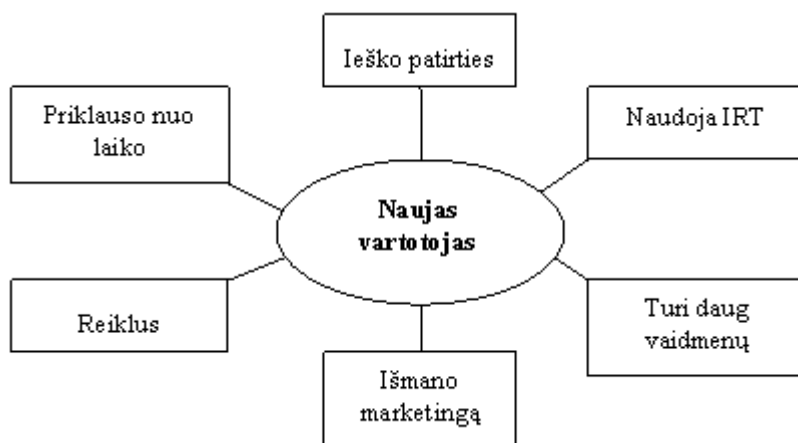 Ieško patirties
Priklauso nuo
laiko
Naudoja IRT
Naujas
vartotojas
Reiklus
Turi daug
vaidmenų
Išmano
marketingą